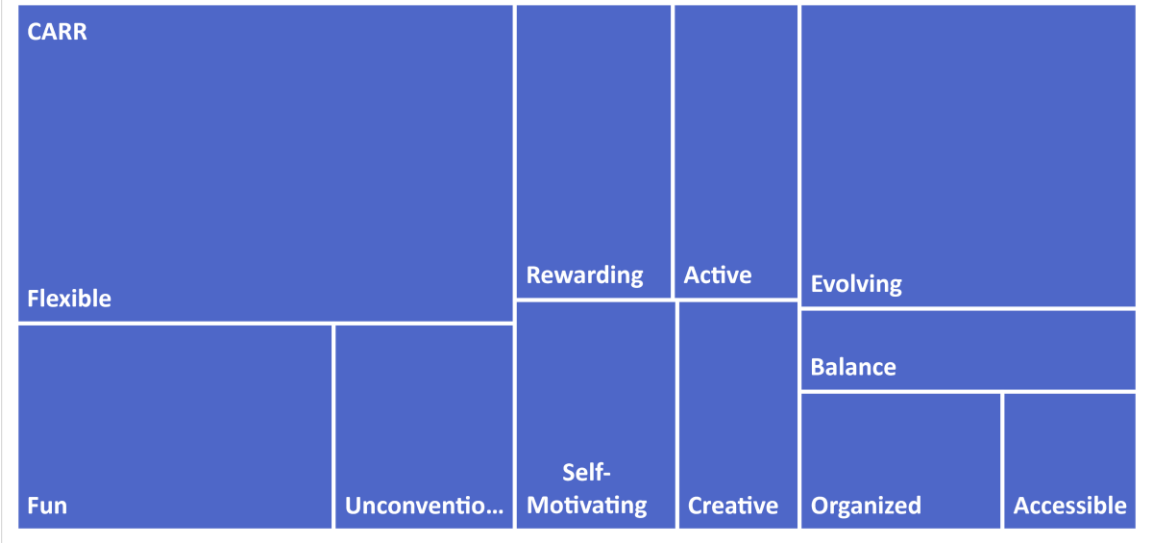 CARR
Flexible
Rewarding
Active
Evolving
Balance
Fun
Unconventio...
Self-
Motivating
Creative
Organized
Accessible